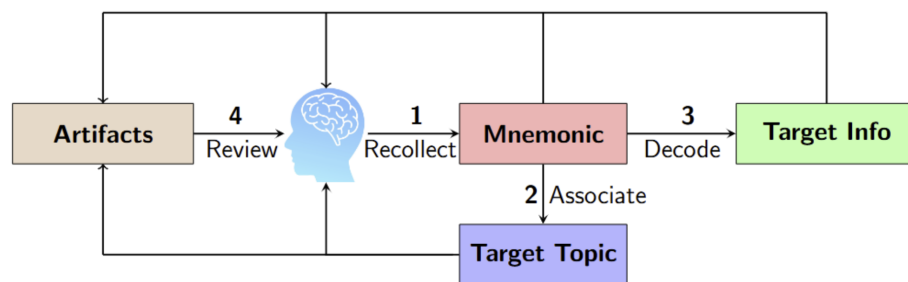 Artifacts
4
Review
1
Recollect
Mnemonic
3
Decode
Target Info
2 Associate
Target Topic